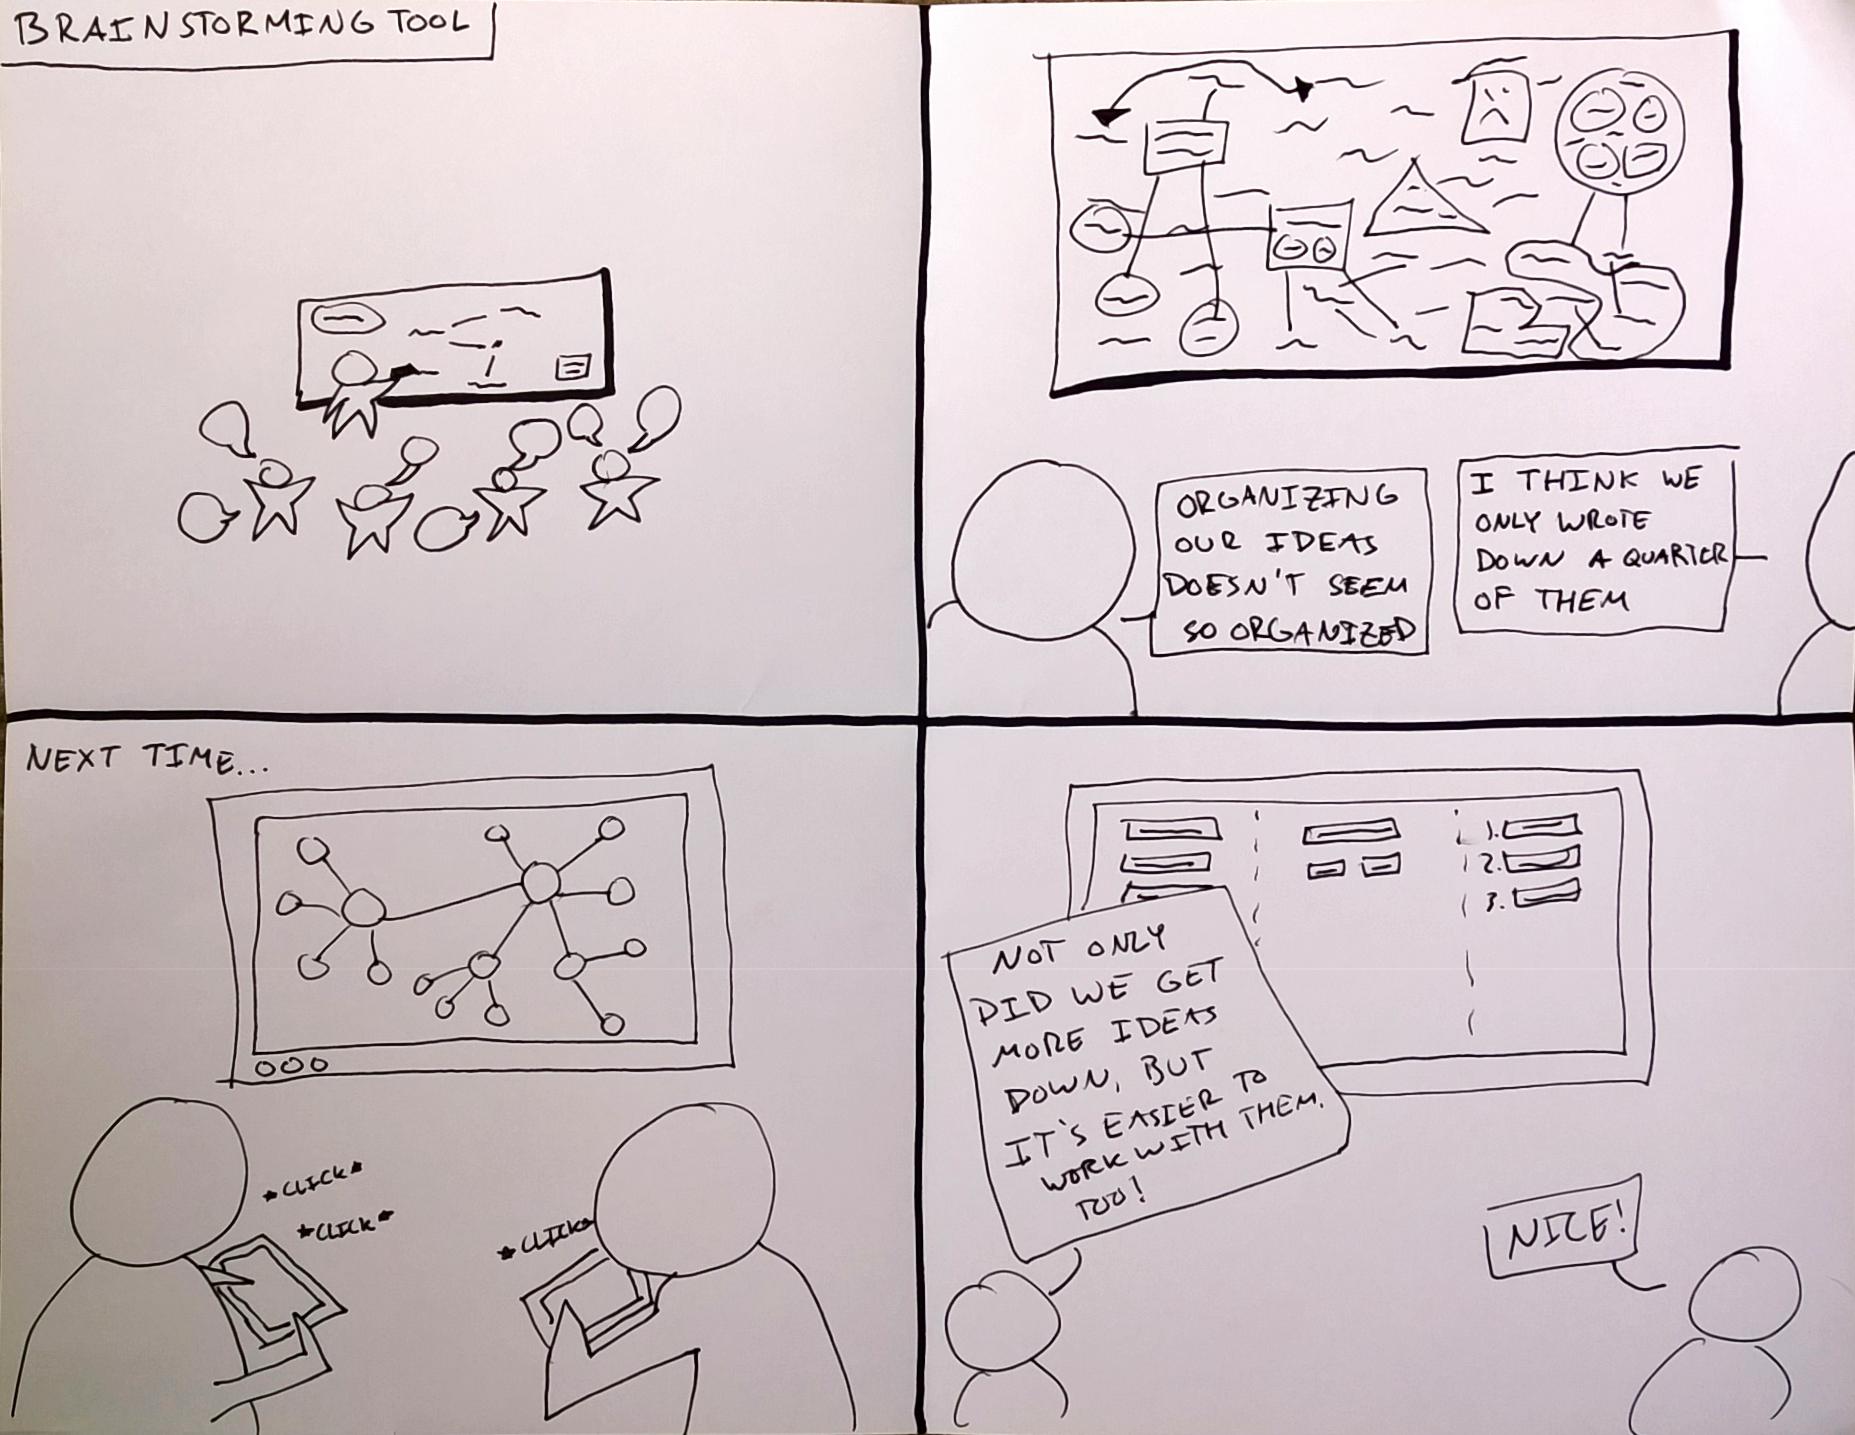 BRAINSTORMING TOOL
ORGANIZING
OUR IDEAS
DOESN'T SEEM
SO ORGANIZED
I THINK WE
ONLY WROTE
DOWN A QUARTER
OF THEM
NEXT TIME...
*CLICK*
*CLICK*
*CLICK*
1.
2.
3.
NOT ONLY
DID WE GET
MORE IDEAS
DOWN, BUT
IT'S EASIER TO
WORK WITH THEM.
TOO!
NICE!